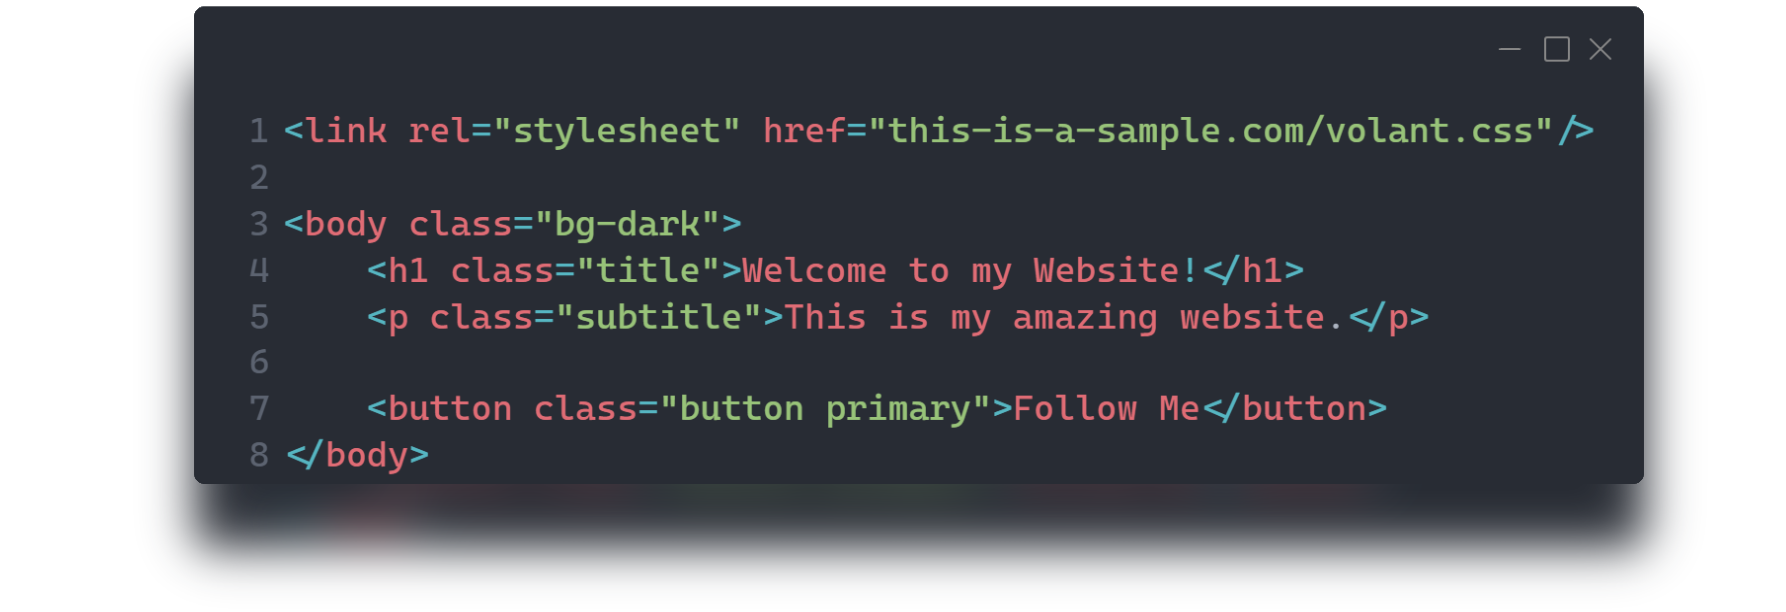 1 <link rel="stylesheet" href="this-is-a-sample.com/volant.css"/>
2
3 <body class="bg-dark">
4     <h1 class="title">Welcome to my Website!</h1>
5     <p class="subtitle">This is my amazing website.</p>
6
7     <button class="button primary">Follow Me</button>
8 </body>